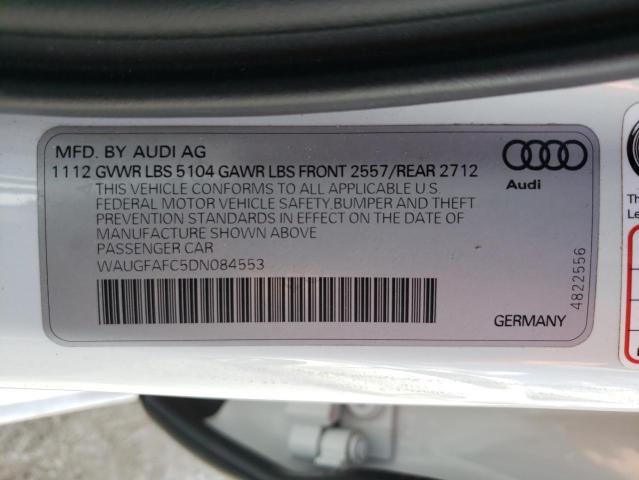 MFD. BY AUDI AG
1112 GVWR LBS 5104 GAWR LBS FRONT 2557/REAR 2712
THIS VEHICLE CONFORMS TO ALL APPLICABLE U.S.
FEDERAL MOTOR VEHICLE SAFETY,BUMPER AND THEFT
PREVENTION STANDARDS IN EFFECT ON THE DATE OF
MANUFACTURE SHOWN ABOVE
PASSENGER CAR
WAUGFAFC5DN084553
Audi
4822556
GERMANY
Th
Le